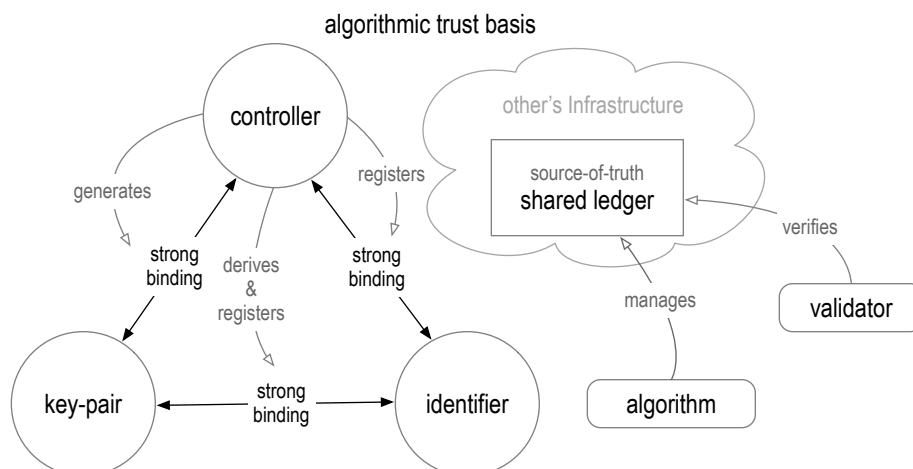 algorithmic trust basis
controller
other's Infrastructure
source-of-truth
shared ledger
generates
registers
verifies
strong
binding
derives
&
registers
strong
binding
manages
validator
key-pair
strong
binding
identifier
algorithm